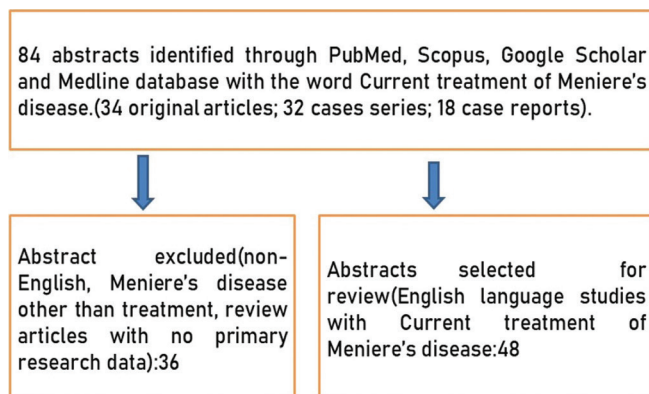 84 abstracts identified through PubMed, Scopus, Google Scholar
and Medline database with the word Current treatment of Meniere's
disease.(34 original articles; 32 cases series; 18 case reports).
Abstract excluded(non-
English, Meniere's disease
other than treatment, review
articles with no primary
research data):36
Abstracts selected for
review(English language studies
with Current treatment of
Meniere's disease:48